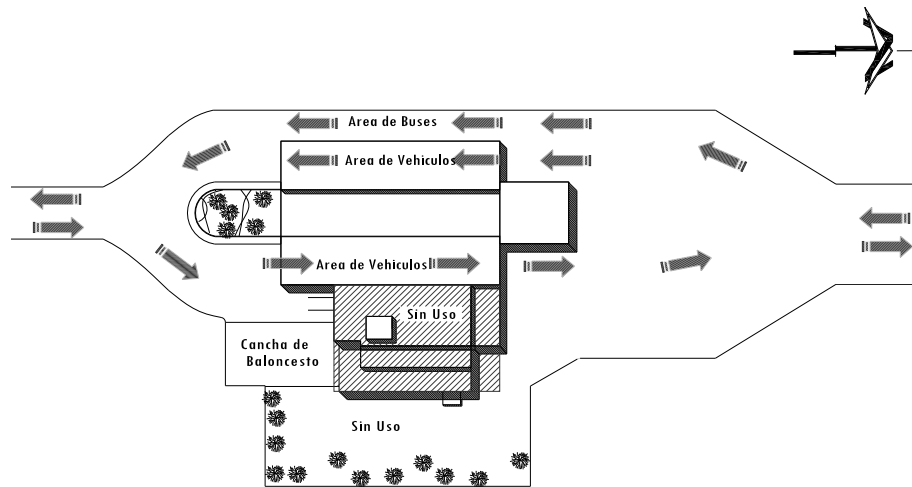 Area de Buses
Area de Vehiculos
Area de Vehiculos
Sin Uso
Cancha de
Baloncesto
Sin Uso